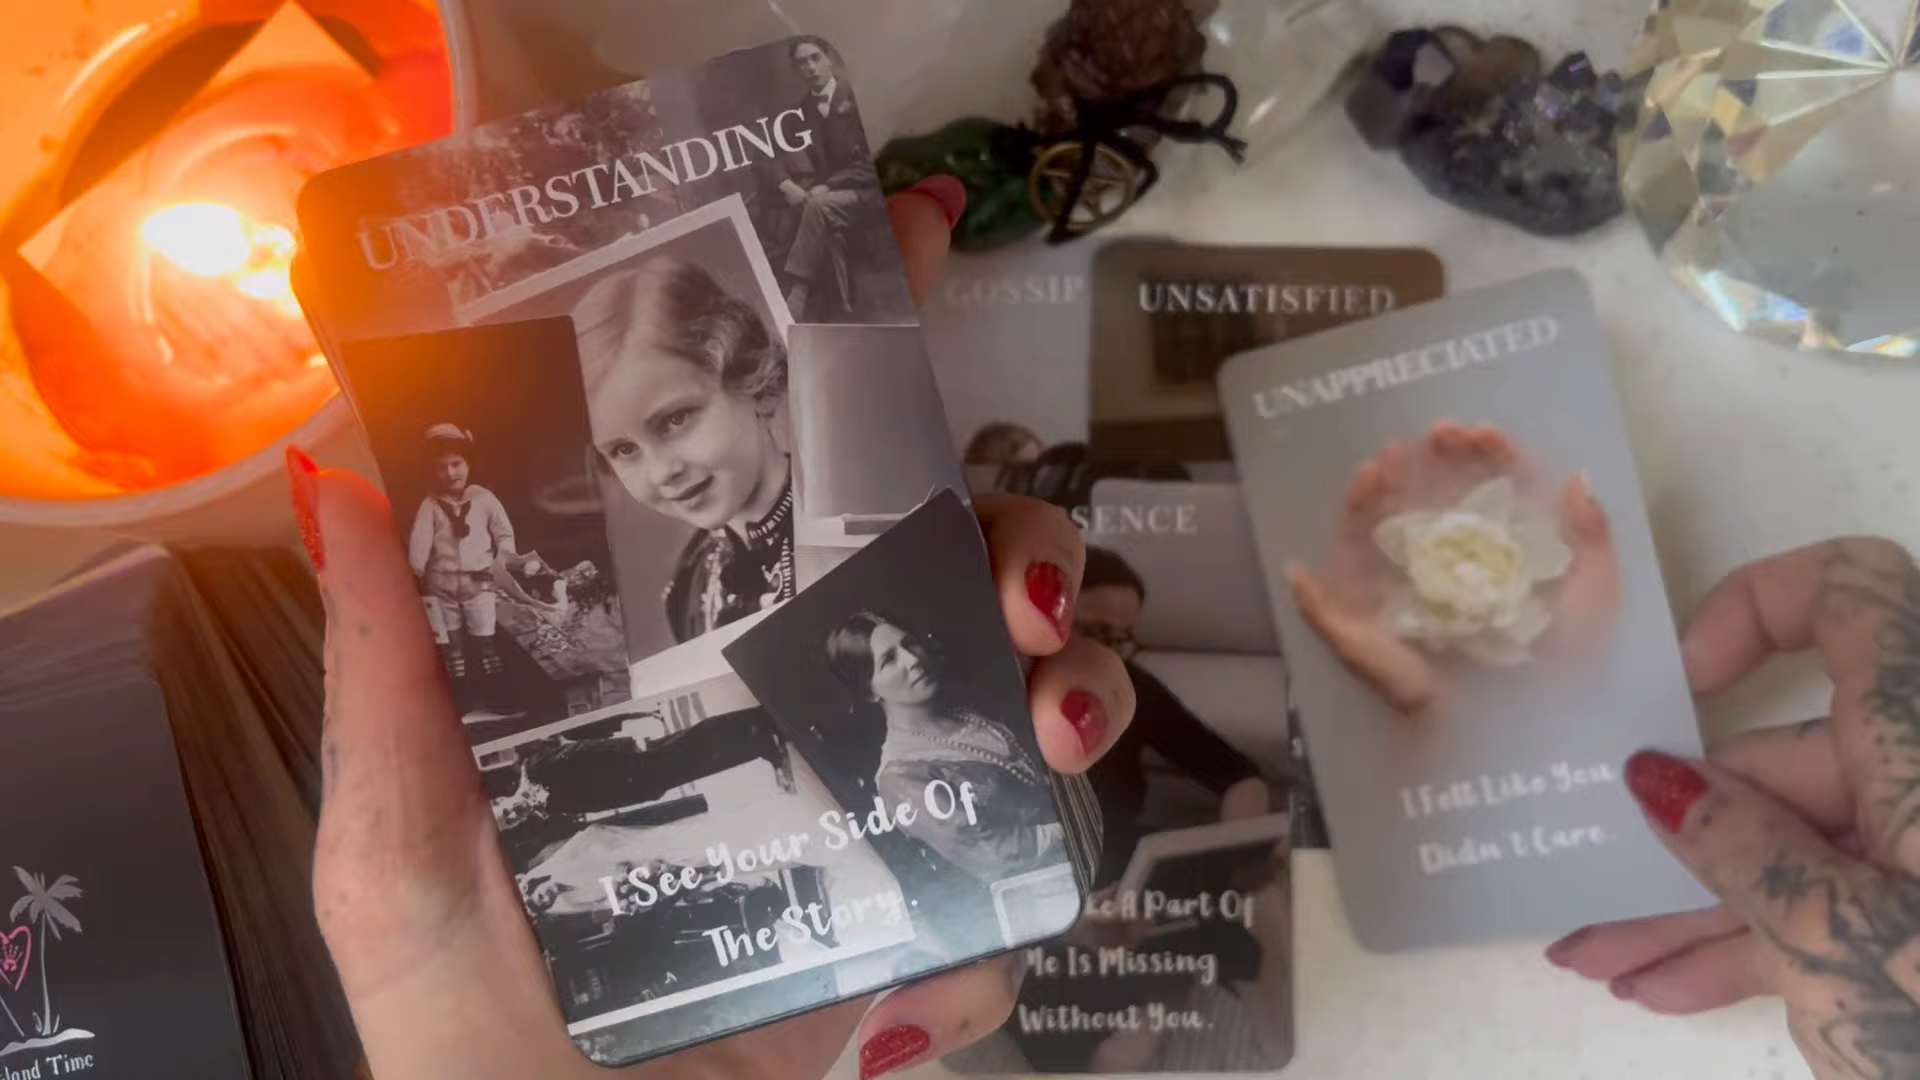 UNDERSTANDING
I See Your Side Of
The Story.
GOSSIP
UNSATISFIED
SENCE
A Part Of
Me Is Missing
Without You.
UNAPPRECIATED
I Felt Like You
Didn't Care.
Time